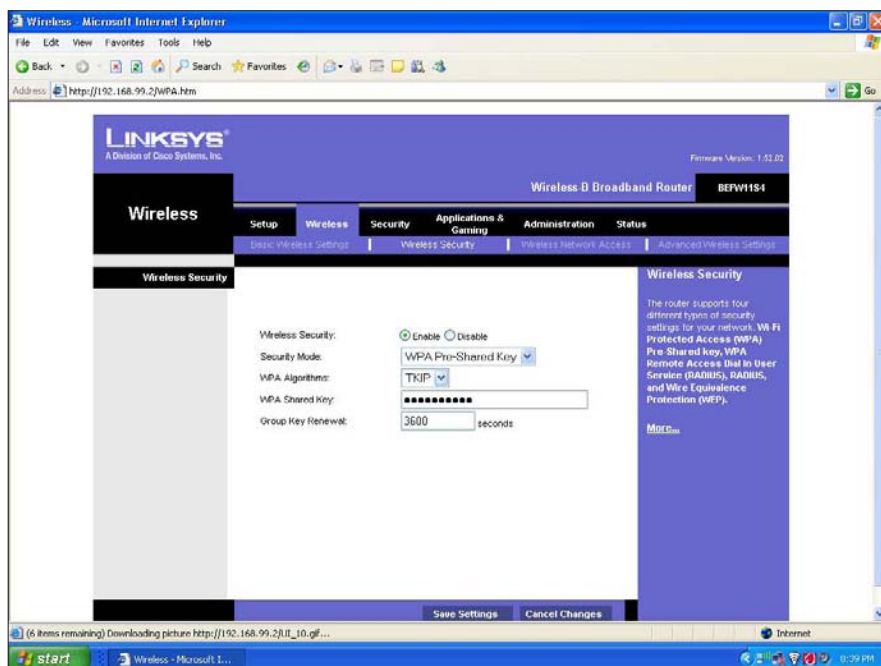 Wireless - Microsoft Internet Explorer
File Edit View Favorites Tools Help
Back Search Favorites
Address http://192.168.99.2/WPA.htm Go
LINKSYS®
A Division of Cisco Systems, Inc.
Firmware Version: 1.52.02
Wireless-B Broadband Router BEFW11S4
Wireless
Setup Wireless Security Applications & Gaming Administration Status
Basic Wireless Settings Wireless Security Wireless Network Access Advanced Wireless Settings
Wireless Security
Wireless Security: Enable Disable
Security Mode: WPA Pre-Shared Key
WPA Algorithms: TKIP
WPA Shared Key: ●●●●●●●●●●
Group Key Renewal: 3600 seconds
Wireless Security
The router supports four
different types of security
settings for your network. Wi-Fi
Protected Access (WPA)
Pre-Shared key, WPA
Remote Access Dial In User
Service (RADIUS), RADIUS,
and Wire Equivalence
Protection (WEP).
More...
Save Settings Cancel Changes
(6 items remaining) Downloading picture http://192.168.99.2/UI_10.gif... Internet
start Wireless - Microsoft I... 8:39 PM